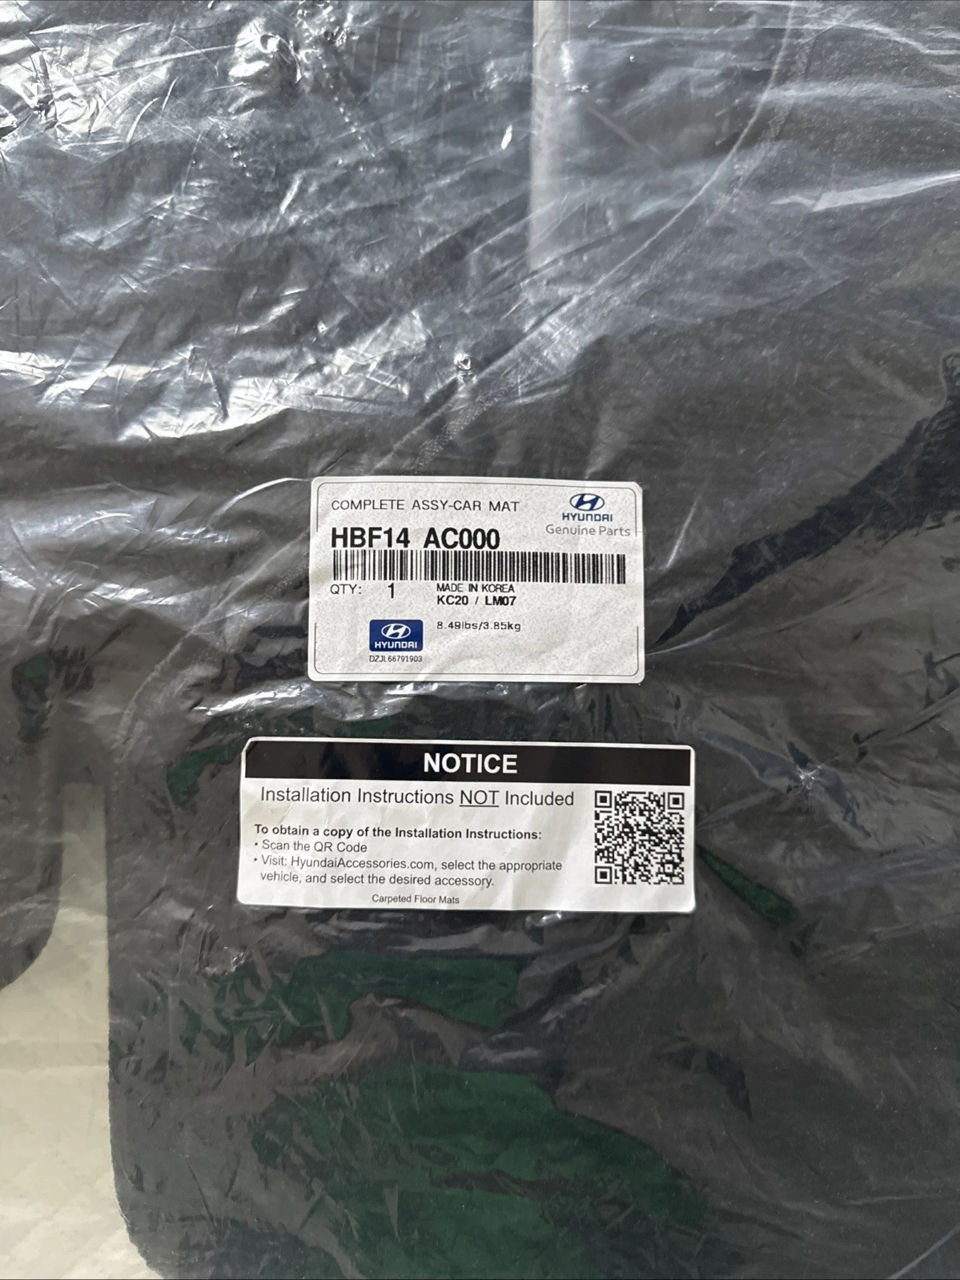 COMPLETE ASSY-CAR MAT
HYUNDAI
Genuine Parts
HBF14 AC000
QTY: 1
MADE IN KOREA
KC20 / LM07
8.49lbs/3.85kg
HYUNDAI
DZJL66791903
NOTICE
Installation Instructions NOT Included
To obtain a copy of the Installation Instructions:
• Scan the QR Code
• Visit: HyundaiAccessories.com, select the appropriate
vehicle, and select the desired accessory.
Carpeted Floor Mats